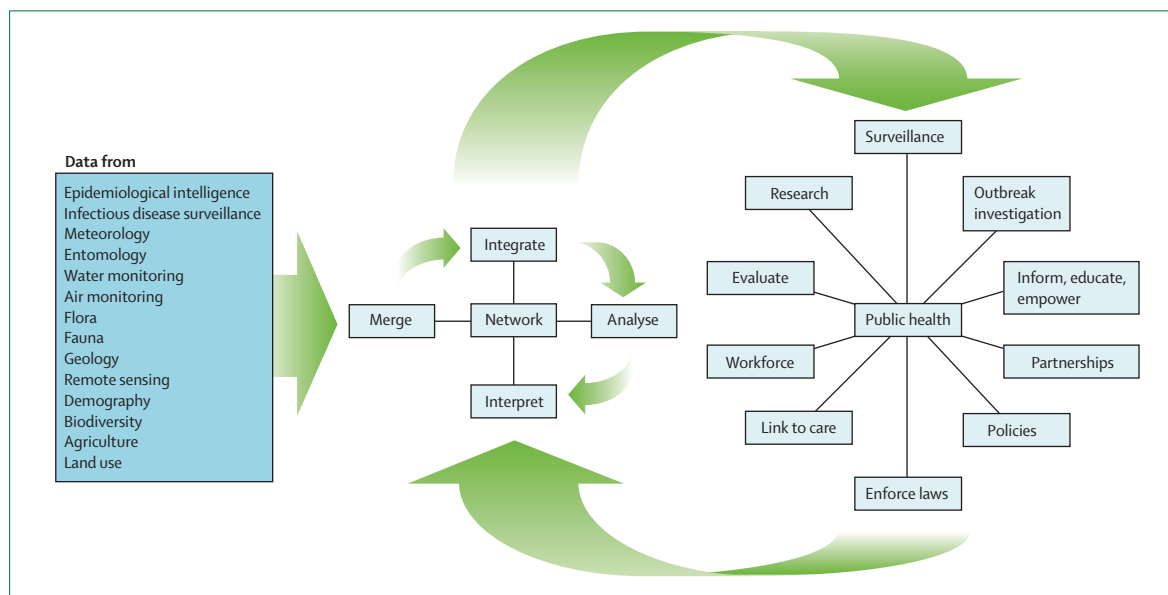 Data from
Epidemiological intelligence
Infectious disease surveillance
Meteorology
Entomology
Water monitoring
Air monitoring
Flora
Fauna
Geology
Remote sensing
Demography
Biodiversity
Agriculture
Land use
Integrate
Merge
Network
Analyse
Interpret
Surveillance
Research
Outbreak
investigation
Evaluate
Inform, educate,
empower
Public health
Workforce
Partnerships
Link to care
Policies
Enforce laws